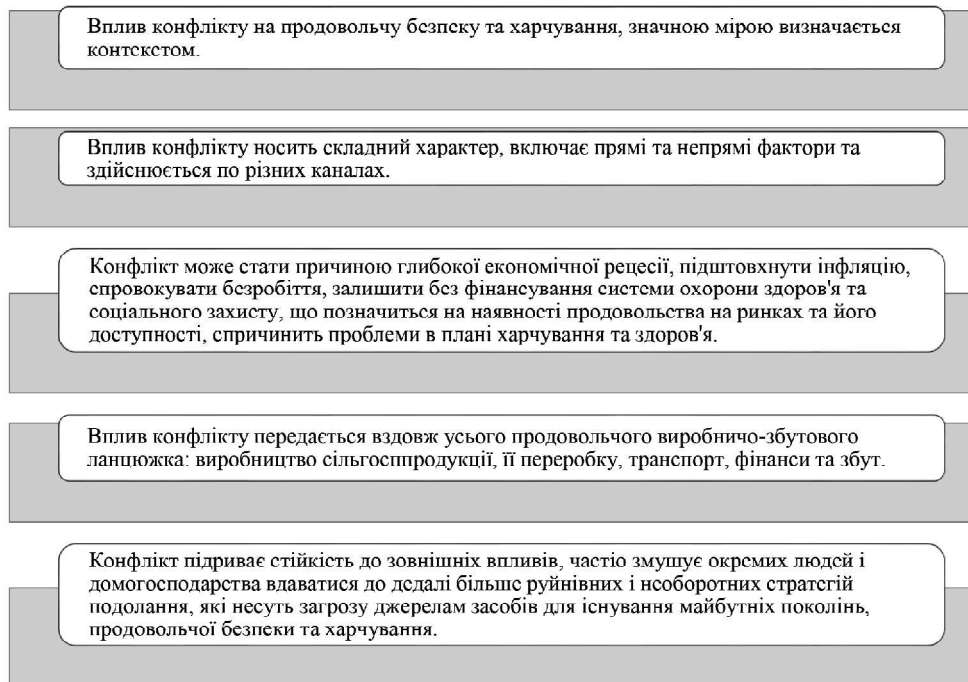 Вплив конфлікту на продовольчу безпеку та харчування, значною мірою визначається
контекстом.
Вплив конфлікту носить складний характер, включає прямі та непрямі фактори та
здійснюється по різних каналах.
Конфлікт може стати причиною глибокої економічної рецесії, підштовхнути інфляцію,
спровокувати безробіття, залишити без фінансування системи охорони здоров'я та
соціального захисту, що позначиться на наявності продовольства на ринках та його
доступності, спричинить проблеми в плані харчування та здоров'я.
Вплив конфлікту передається вздовж усього продовольчого виробничо-збутового
ланцюжка: виробництво сільгосппродукції, її переробку, транспорт, фінанси та збут.
Конфлікт підриває стійкість до зовнішніх впливів, частіо змушує окремих людей і
домогосподарства вдаватися до дедалі більше руйнівних і необоротних стратегій
подолання, які несуть загрозу джерелам засобів для існування майбутніх поколінь,
продовольчої безпеки та харчування.